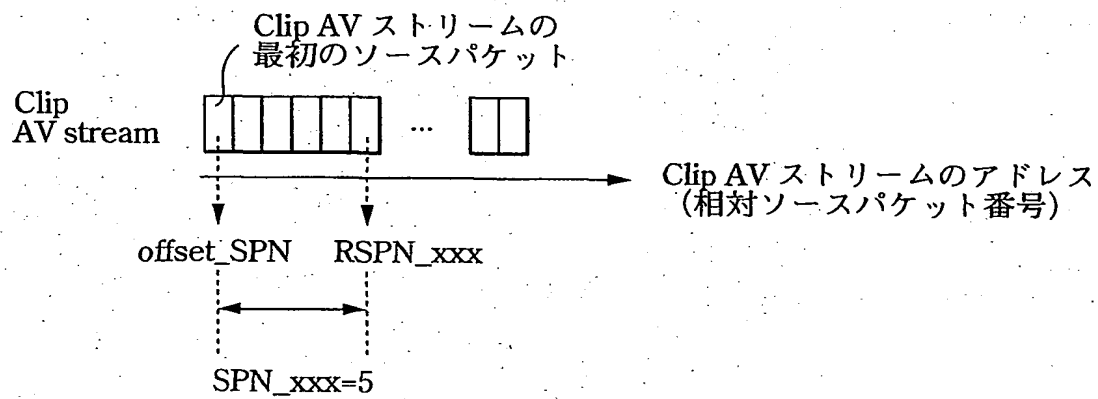 Clip AV ストリームの
最初のソースパケット
Clip
AV stream
...
Clip AV ストリームのアドレス
(相対ソースパケット番号)
offset_SPN RSPN_xxx
SPN_xxx=5